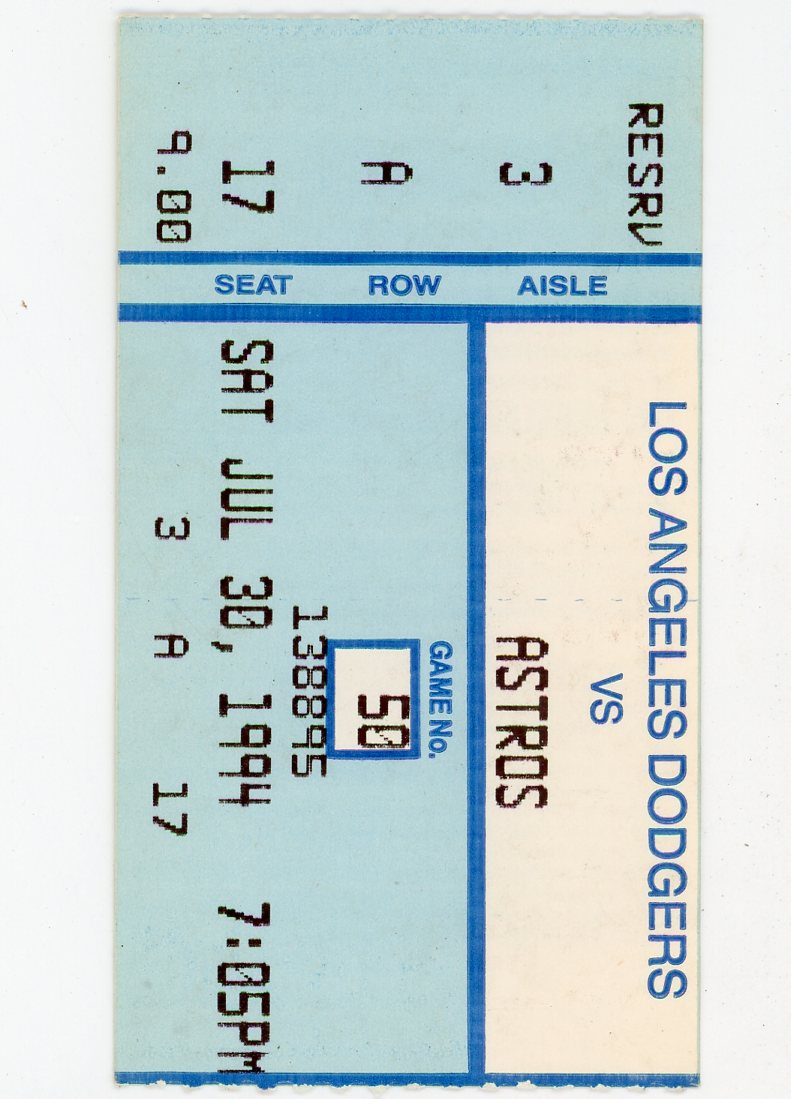 LOS ANGELES DODGERS
VS
ASTROS
GAME No.
50
138895
SAT JUL 30, 1994 7:05PM
3 A 17
AISLE ROW SEAT
RESRV
3
A
17
9.00